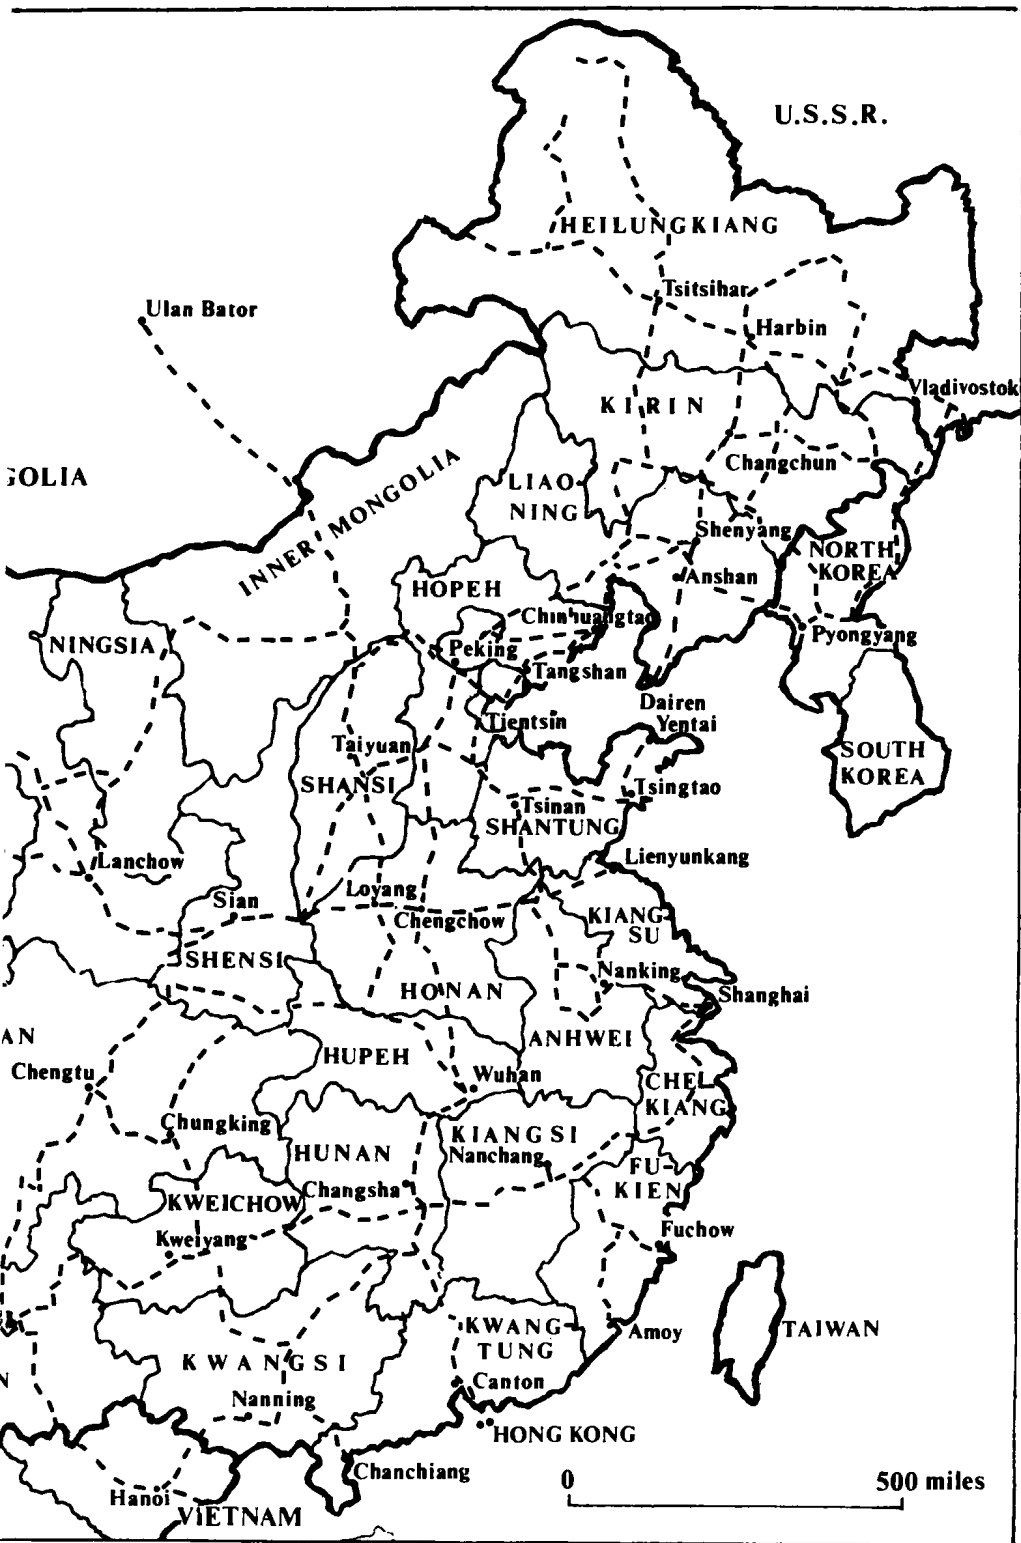 U.S.S.R.
HEILUNGKIANG
Tsitsihar
Ulan Bator
Harbin
Vladivostok
KIRIN
GOLIA
INNER MONGOLIA
Changchun
LIAO-
NING
Shenyang
NORTH
KOREA
Anshan
HOPEH
Chinhuangtao
NINGSIA
Peking
Pyongyang
Tangshan
Dairen
Tientsin
Yentai
Taiyuan
SOUTH
KOREA
SHANSI
Tsingtao
Tsinan
SHANTUNG
Lanchow
Lienyunkang
Loyang
Sian
Chengchow
KIANG-
SU
SHENSI
Nanking
HONAN
Shanghai
AN
ANHWEI
HUPEH
Chengtu
Wuhan
CHE-
KIANG
Chungking
KIANGSI
HUNAN
Nanchang
FU-
KIEN
Changsha
KWEICHOW
Fuchow
Kweiyang
KWANG-
TUNG
Amoy
TAIWAN
KWANGSI
N
Canton
Nanning
HONG KONG
Chanchiang
0 500 miles
Hanoi
VIETNAM